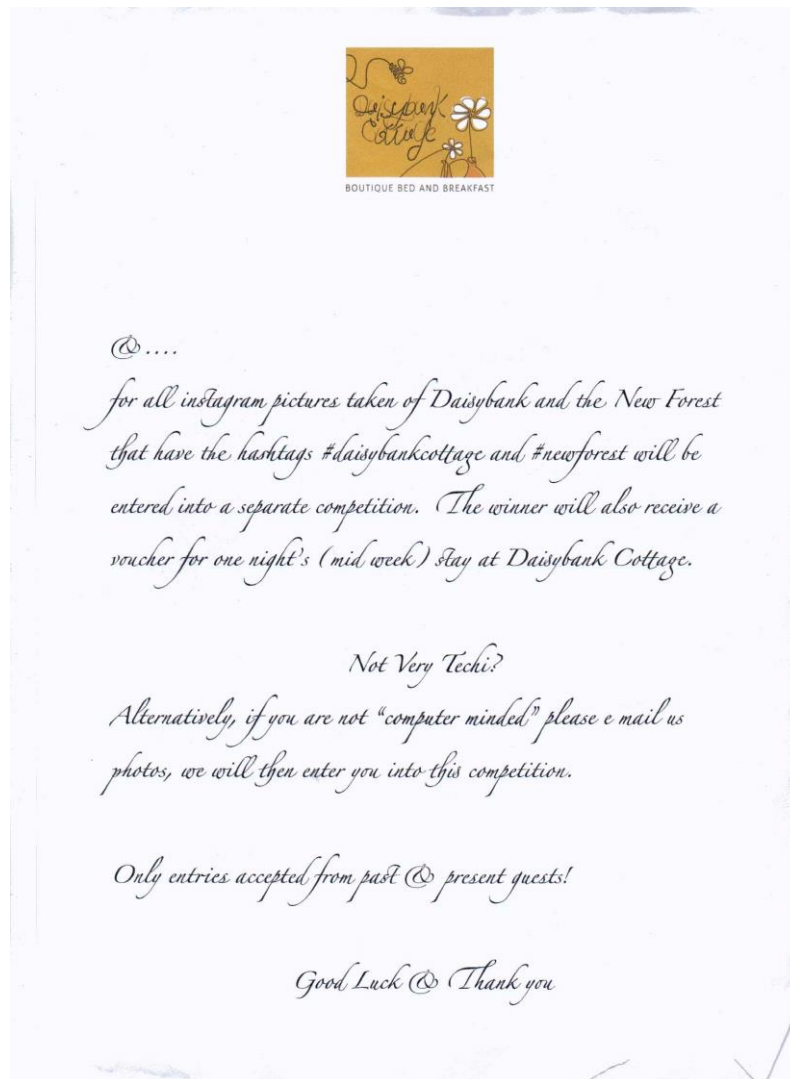 Daisybank
Cottage
BOUTIQUE BED AND BREAKFAST
&....
for all instagram pictures taken of Daisybank and the New Forest
that have the hashtags #daisybankcottage and #newforest will be
entered into a separate competition. The winner will also receive a
voucher for one night's (mid week) stay at Daisybank Cottage.
Not Very Techi?
Alternatively, if you are not "computer minded" please e mail us
photos, we will then enter you into this competition.
Only entries accepted from past & present guests!
Good Luck & Thank you